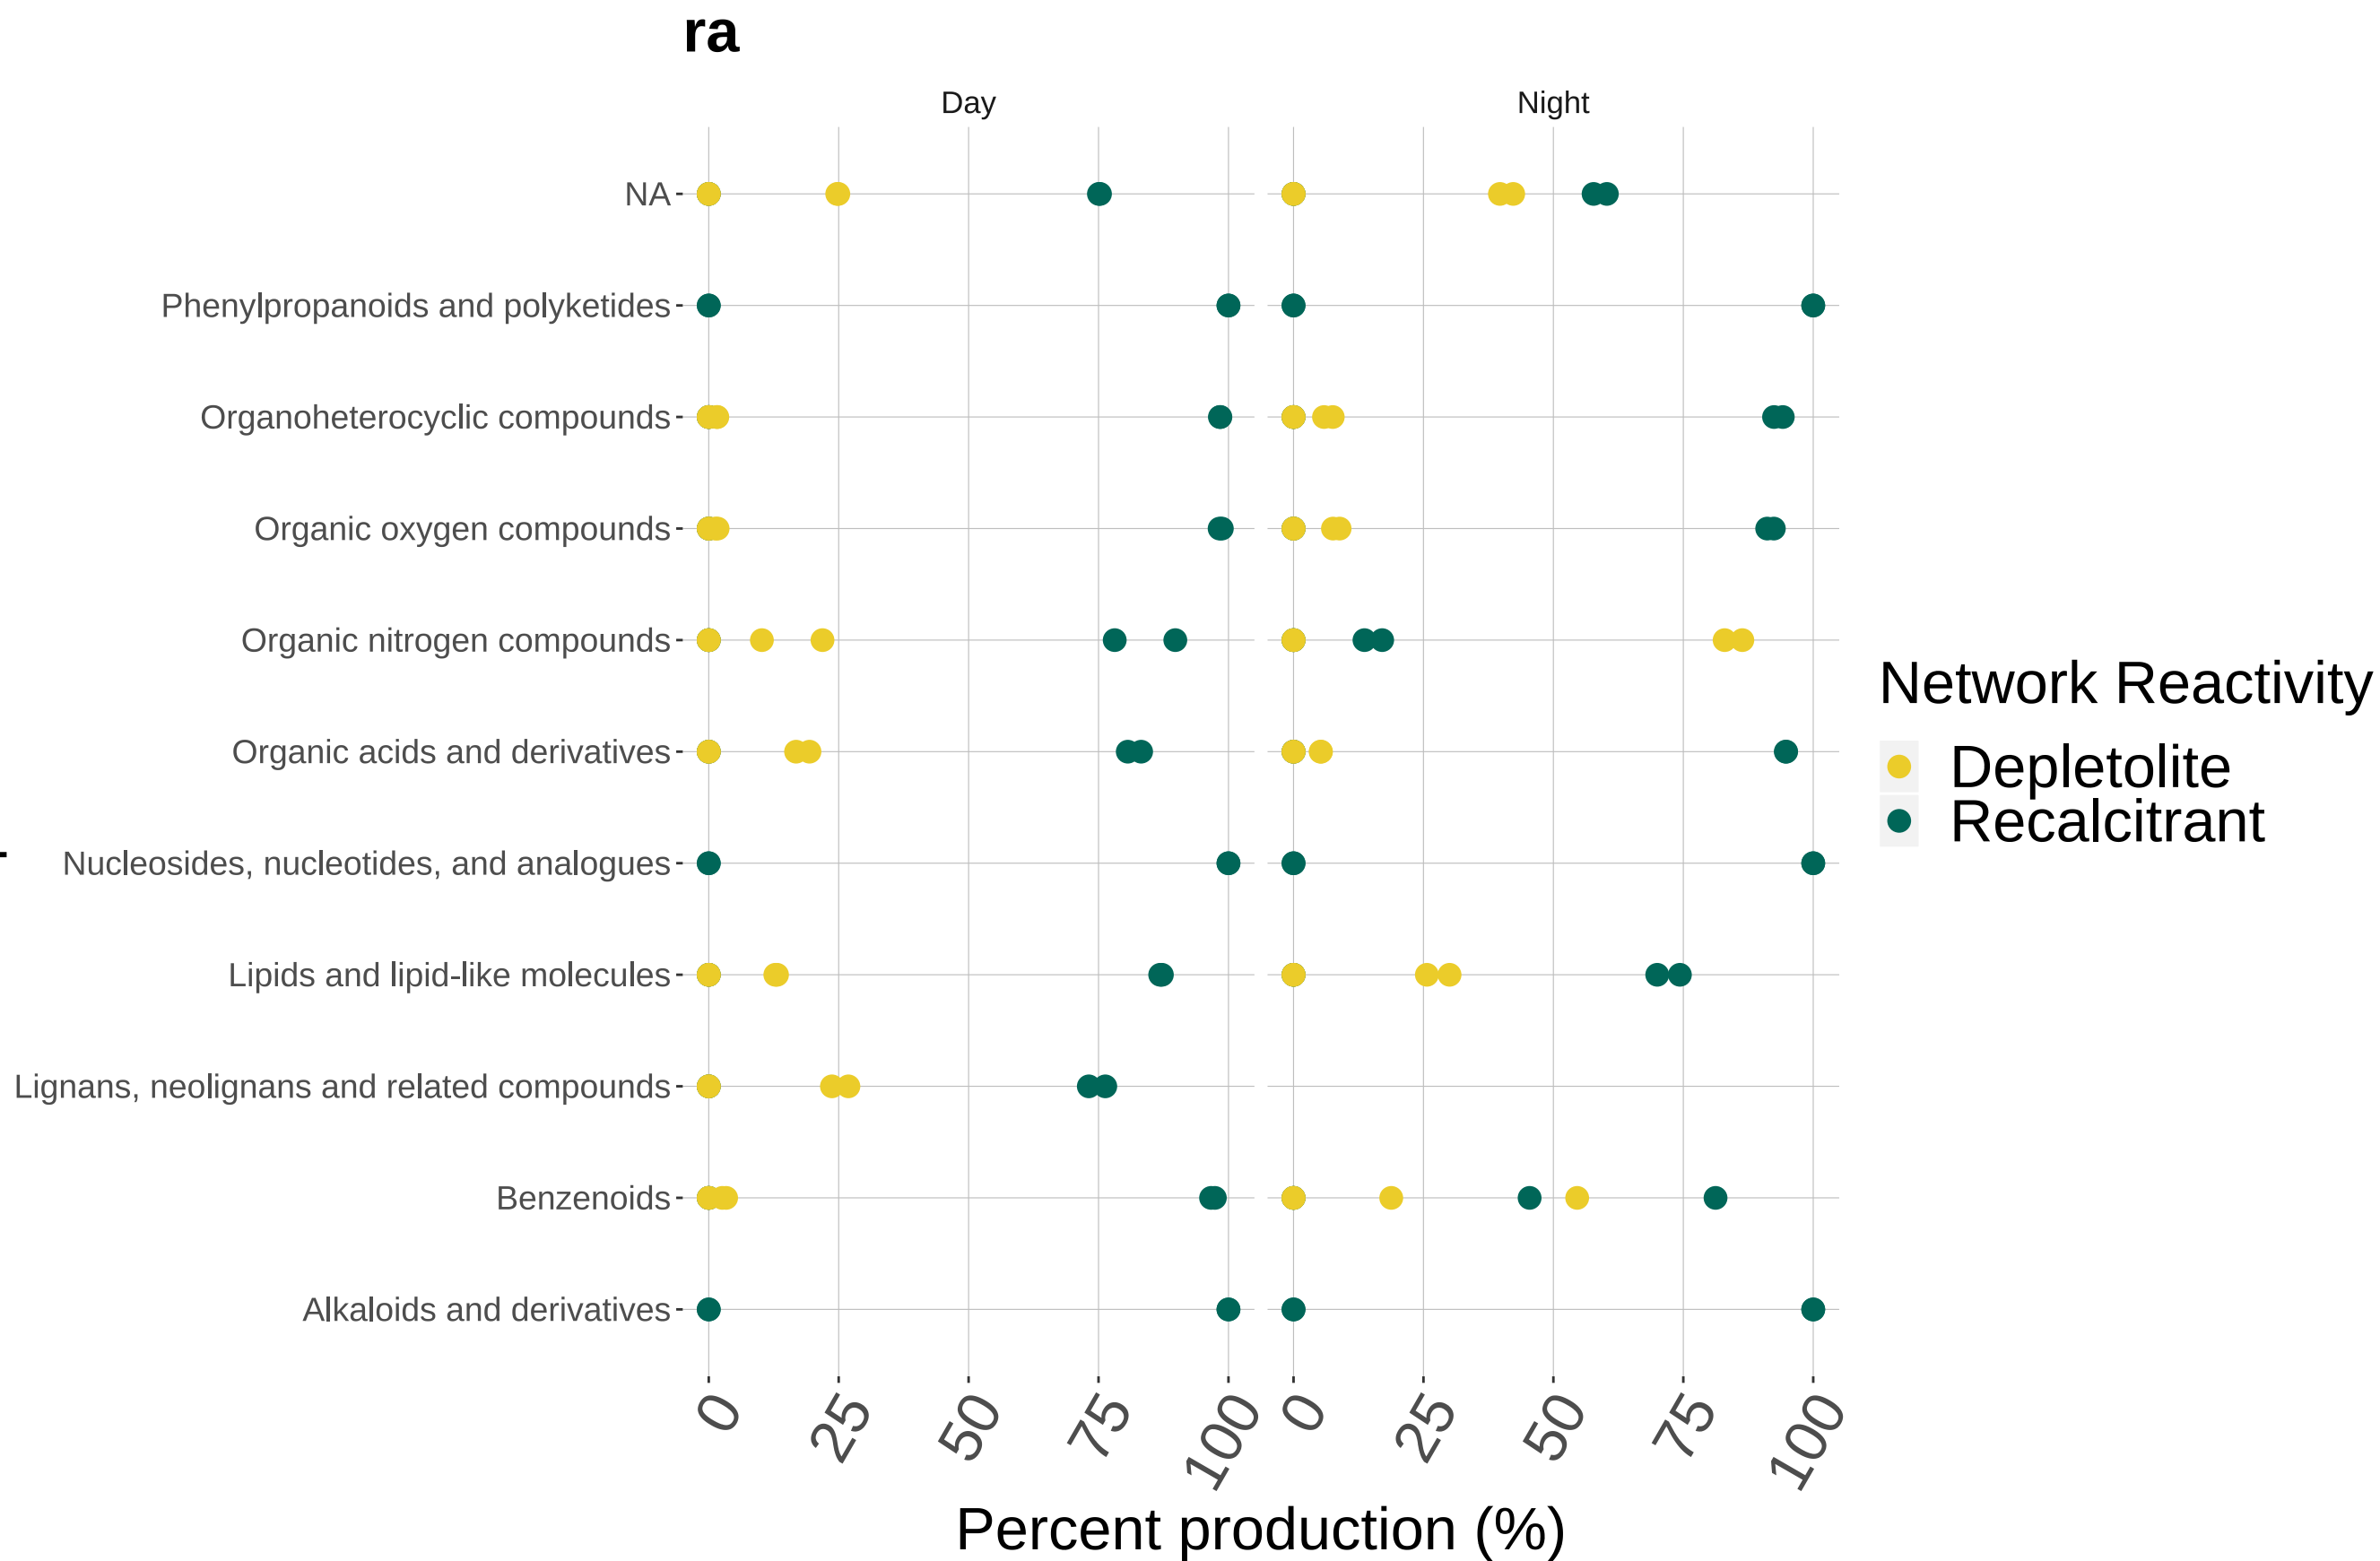 ra
Day
Night
NA
Phenylpropanoids and polyketides
Organoheterocyclic compounds
Organic oxygen compounds
Organic nitrogen compounds
Organic acids and derivatives
Nucleosides, nucleotides, and analogues
Lipids and lipid-like molecules
Lignans, neolignans and related compounds
Benzenoids
Alkaloids and derivatives
0 25 50 75 100 0 25 50 75 100
Percent production (%)
Network Reactivity
Depletolite
Recalcitrant